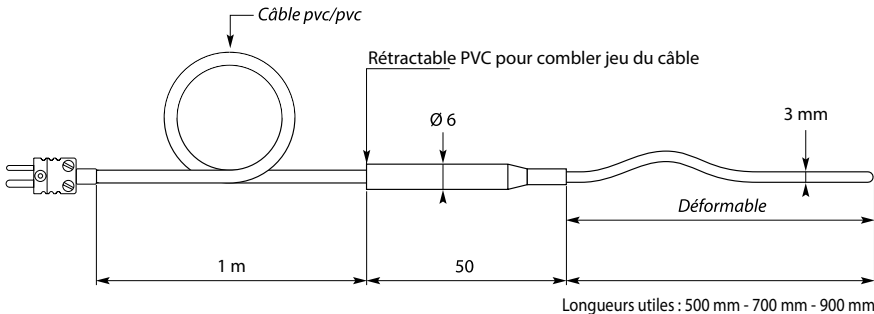 Câble pvc/pvc
Rétractable PVC pour combler jeu du câble
Ø 6
3 mm
Déformable
1 m
50
Longueurs utiles : 500 mm - 700 mm - 900 mm